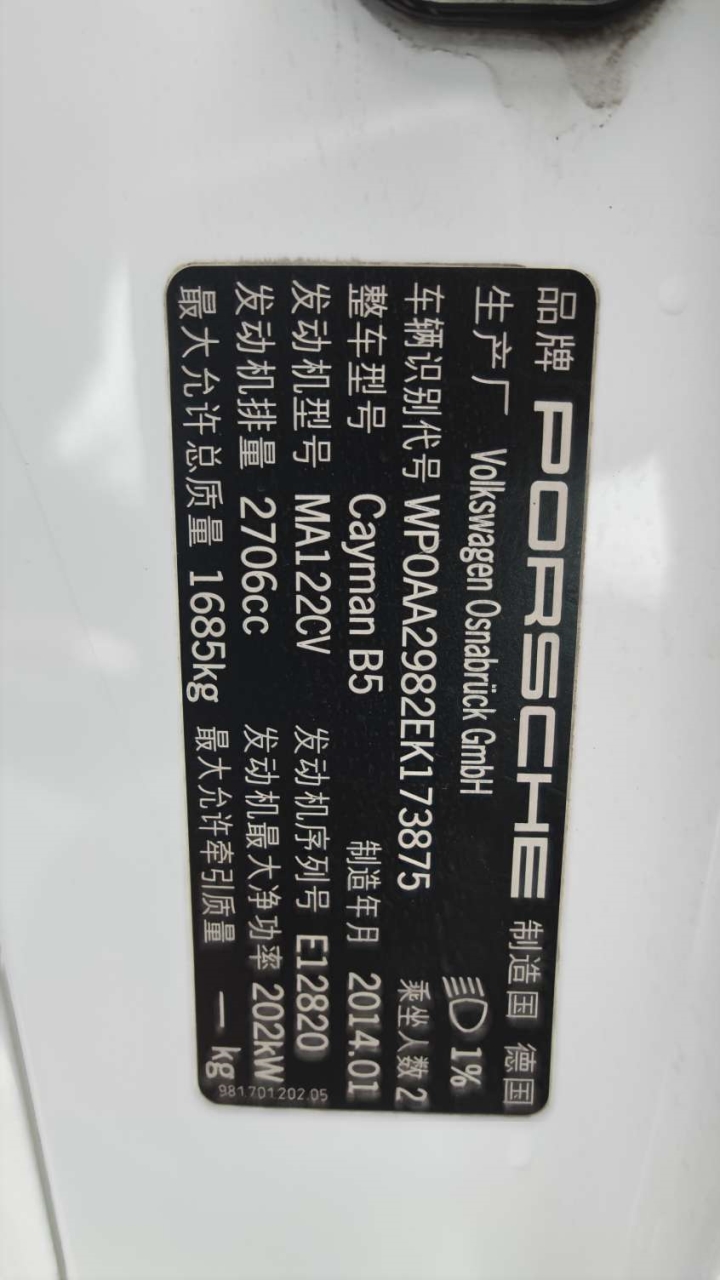 品牌 PORSCHE 制造国 德国
生产厂 Volkswagen Osnabrück GmbH 1%
车辆识别代号 WP0AA2982EK173875 乘坐人数 2
整车型号 Cayman B5 制造年月 2014.01
发动机型号 MA122CV 发动机序列号 E12820
发动机排量 2706cc 发动机最大净功率 202kW
最大允许总质量 1685kg 最大允许牵引质量 — kg
981.701.202.05